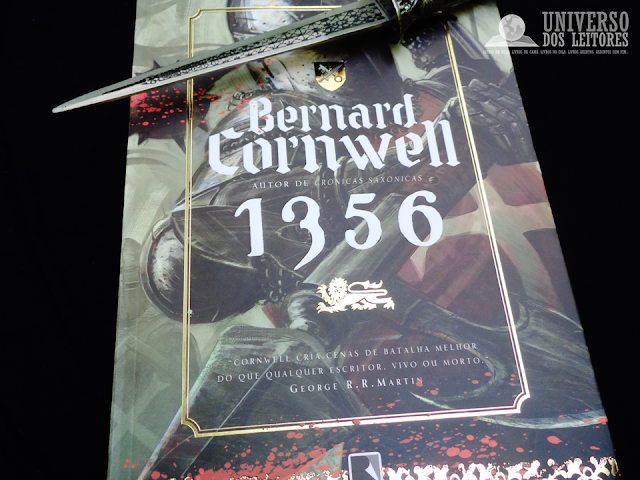 UNIVERSO
DOS LEITORES
Bernard
Cornwell
AUTOR DE CRÔNICAS SAXÔNICAS e
1356
"CORNWELL CRIA CENAS DE BATALHA MELHOR
DO QUE QUALQUER ESCRITOR, VIVO OU MORTO."
GEORGE R.R. MARTIN